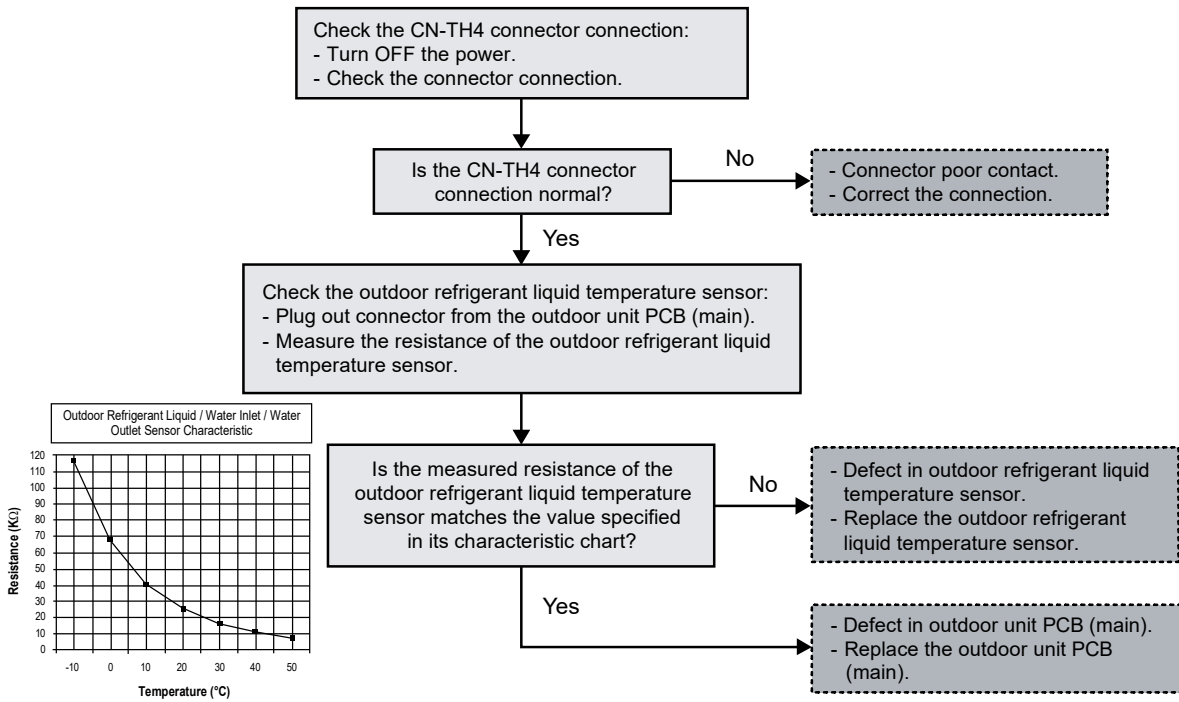 Check the CN-TH4 connector connection:
- Turn OFF the power.
- Check the connector connection.
Is the CN-TH4 connector
connection normal?
No
- Connector poor contact.
- Correct the connection.
Yes
Check the outdoor refrigerant liquid temperature sensor:
- Plug out connector from the outdoor unit PCB (main).
- Measure the resistance of the outdoor refrigerant liquid
temperature sensor.
Outdoor Refrigerant Liquid / Water Inlet / Water
Outlet Sensor Characteristic
Resistance (KΩ)
120
110
100
90
80
70
60
50
40
30
20
10
0
-10 0 10 20 30 40 50
Temperature (°C)
Is the measured resistance of the
outdoor refrigerant liquid temperature
sensor matches the value specified
in its characteristic chart?
No
- Defect in outdoor refrigerant liquid
temperature sensor.
- Replace the outdoor refrigerant
liquid temperature sensor.
Yes
- Defect in outdoor unit PCB (main).
- Replace the outdoor unit PCB
(main).